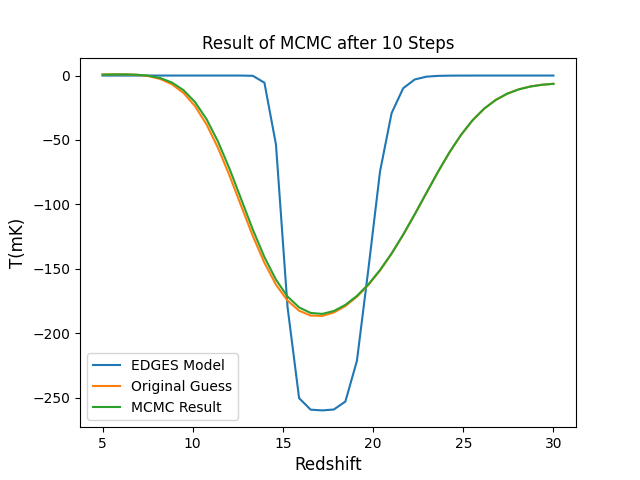 Result of MCMC after 10 Steps
T(mK)
0
−50
−100
−150
−200
−250
EDGES Model
Original Guess
MCMC Result
5 10 15 20 25 30
Redshift